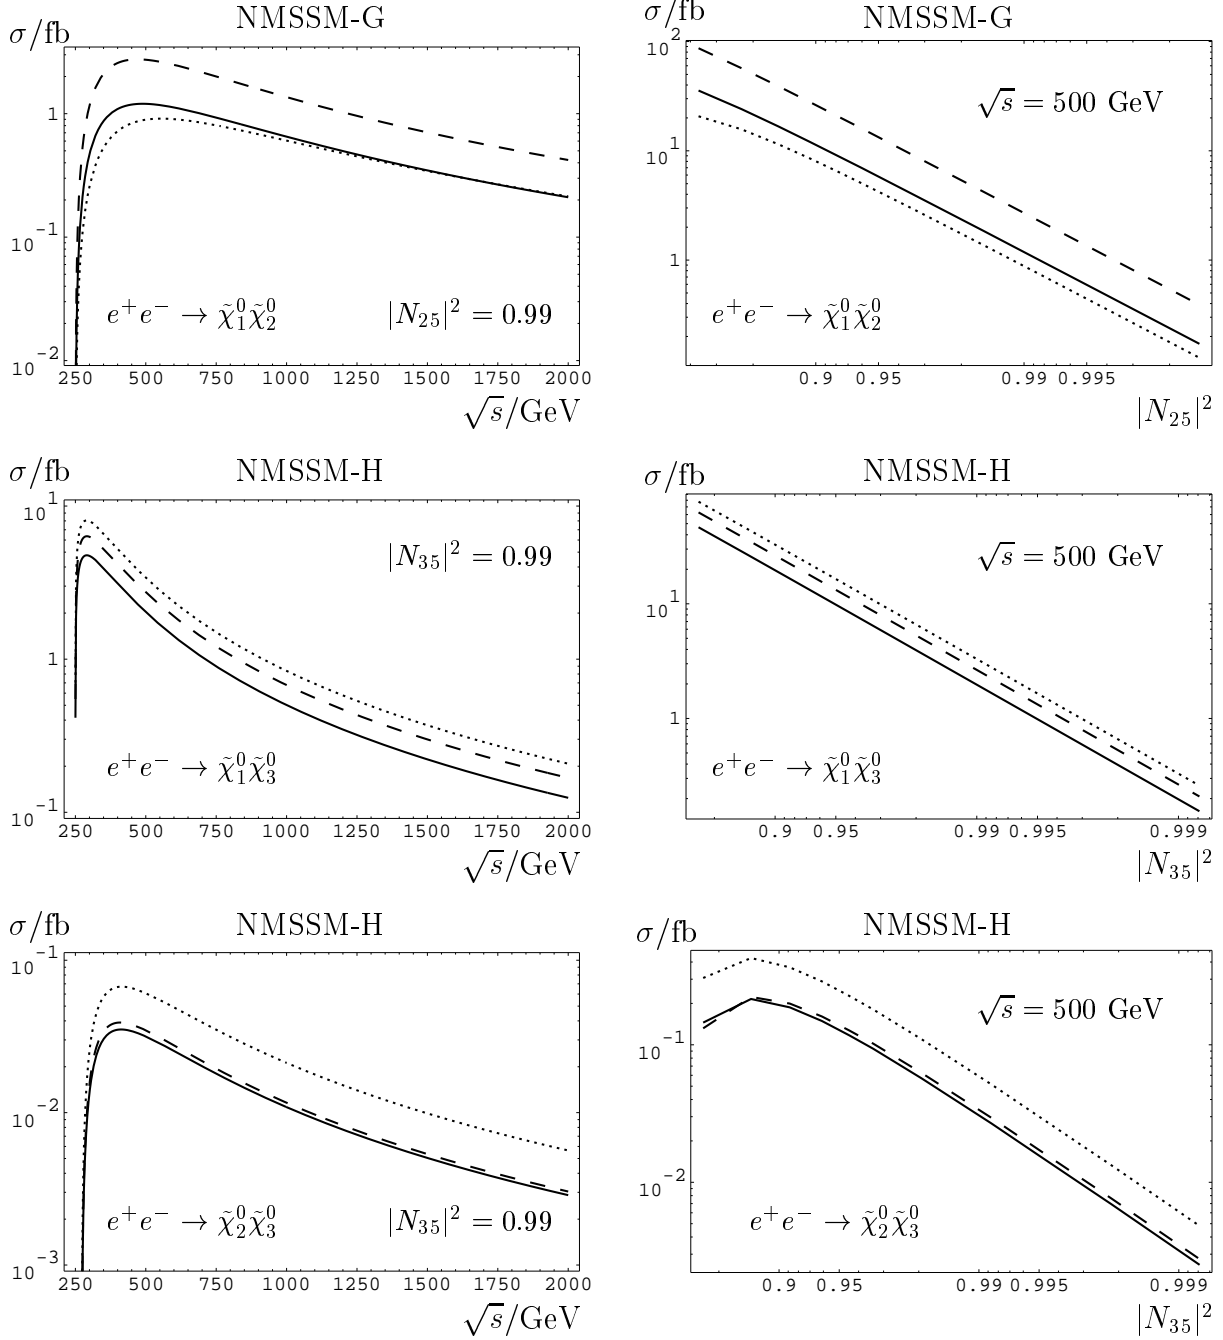 NMSSM-G
σ/fb
1
10⁻¹
10⁻²
e⁺e⁻ → χ̃⁰₁χ̃⁰₂
|N₂₅|² = 0.99
250 500 750 1000 1250 1500 1750 2000
√s/GeV
NMSSM-G
σ/fb
10²
10¹
1
√s = 500 GeV
e⁺e⁻ → χ̃⁰₁χ̃⁰₂
0.9 0.95 0.99 0.995
|N₂₅|²
NMSSM-H
σ/fb
10¹
1
10⁻¹
|N₃₅|² = 0.99
e⁺e⁻ → χ̃⁰₁χ̃⁰₃
250 500 750 1000 1250 1500 1750 2000
√s/GeV
NMSSM-H
σ/fb
10¹
1
√s = 500 GeV
e⁺e⁻ → χ̃⁰₁χ̃⁰₃
0.9 0.95 0.99 0.995 0.999
|N₃₅|²
NMSSM-H
σ/fb
10⁻¹
10⁻²
10⁻³
e⁺e⁻ → χ̃⁰₂χ̃⁰₃
|N₃₅|² = 0.99
250 500 750 1000 1250 1500 1750 2000
√s/GeV
NMSSM-H
σ/fb
10⁻¹
10⁻²
√s = 500 GeV
e⁺e⁻ → χ̃⁰₂χ̃⁰₃
0.9 0.95 0.99 0.995 0.999
|N₃₅|²